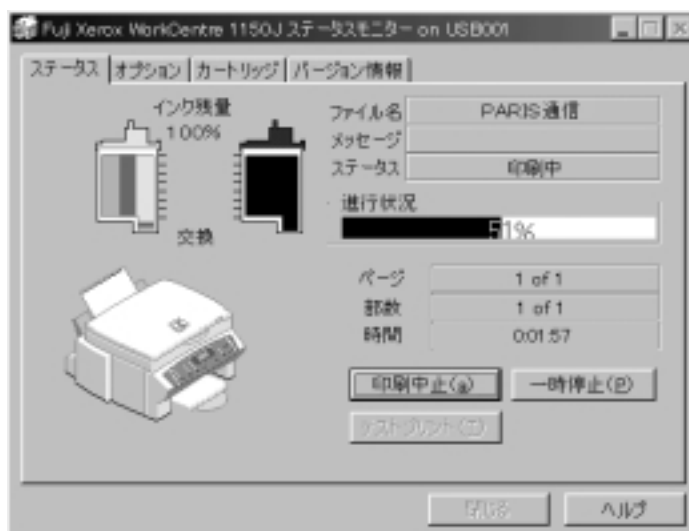 Fuji Xerox WorkCentre 1150J ステータスモニター on USB001
ステータス オプション カートリッジ バージョン情報
インク残量
100%
交換
ファイル名 PARIS通信
メッセージ
ステータス 印刷中
進行状況
51%
ページ 1 of 1
部数 1 of 1
時間 0:01:57
印刷中止(a) 一時停止(P)
テストプリント(T)
閉じる ヘルプ